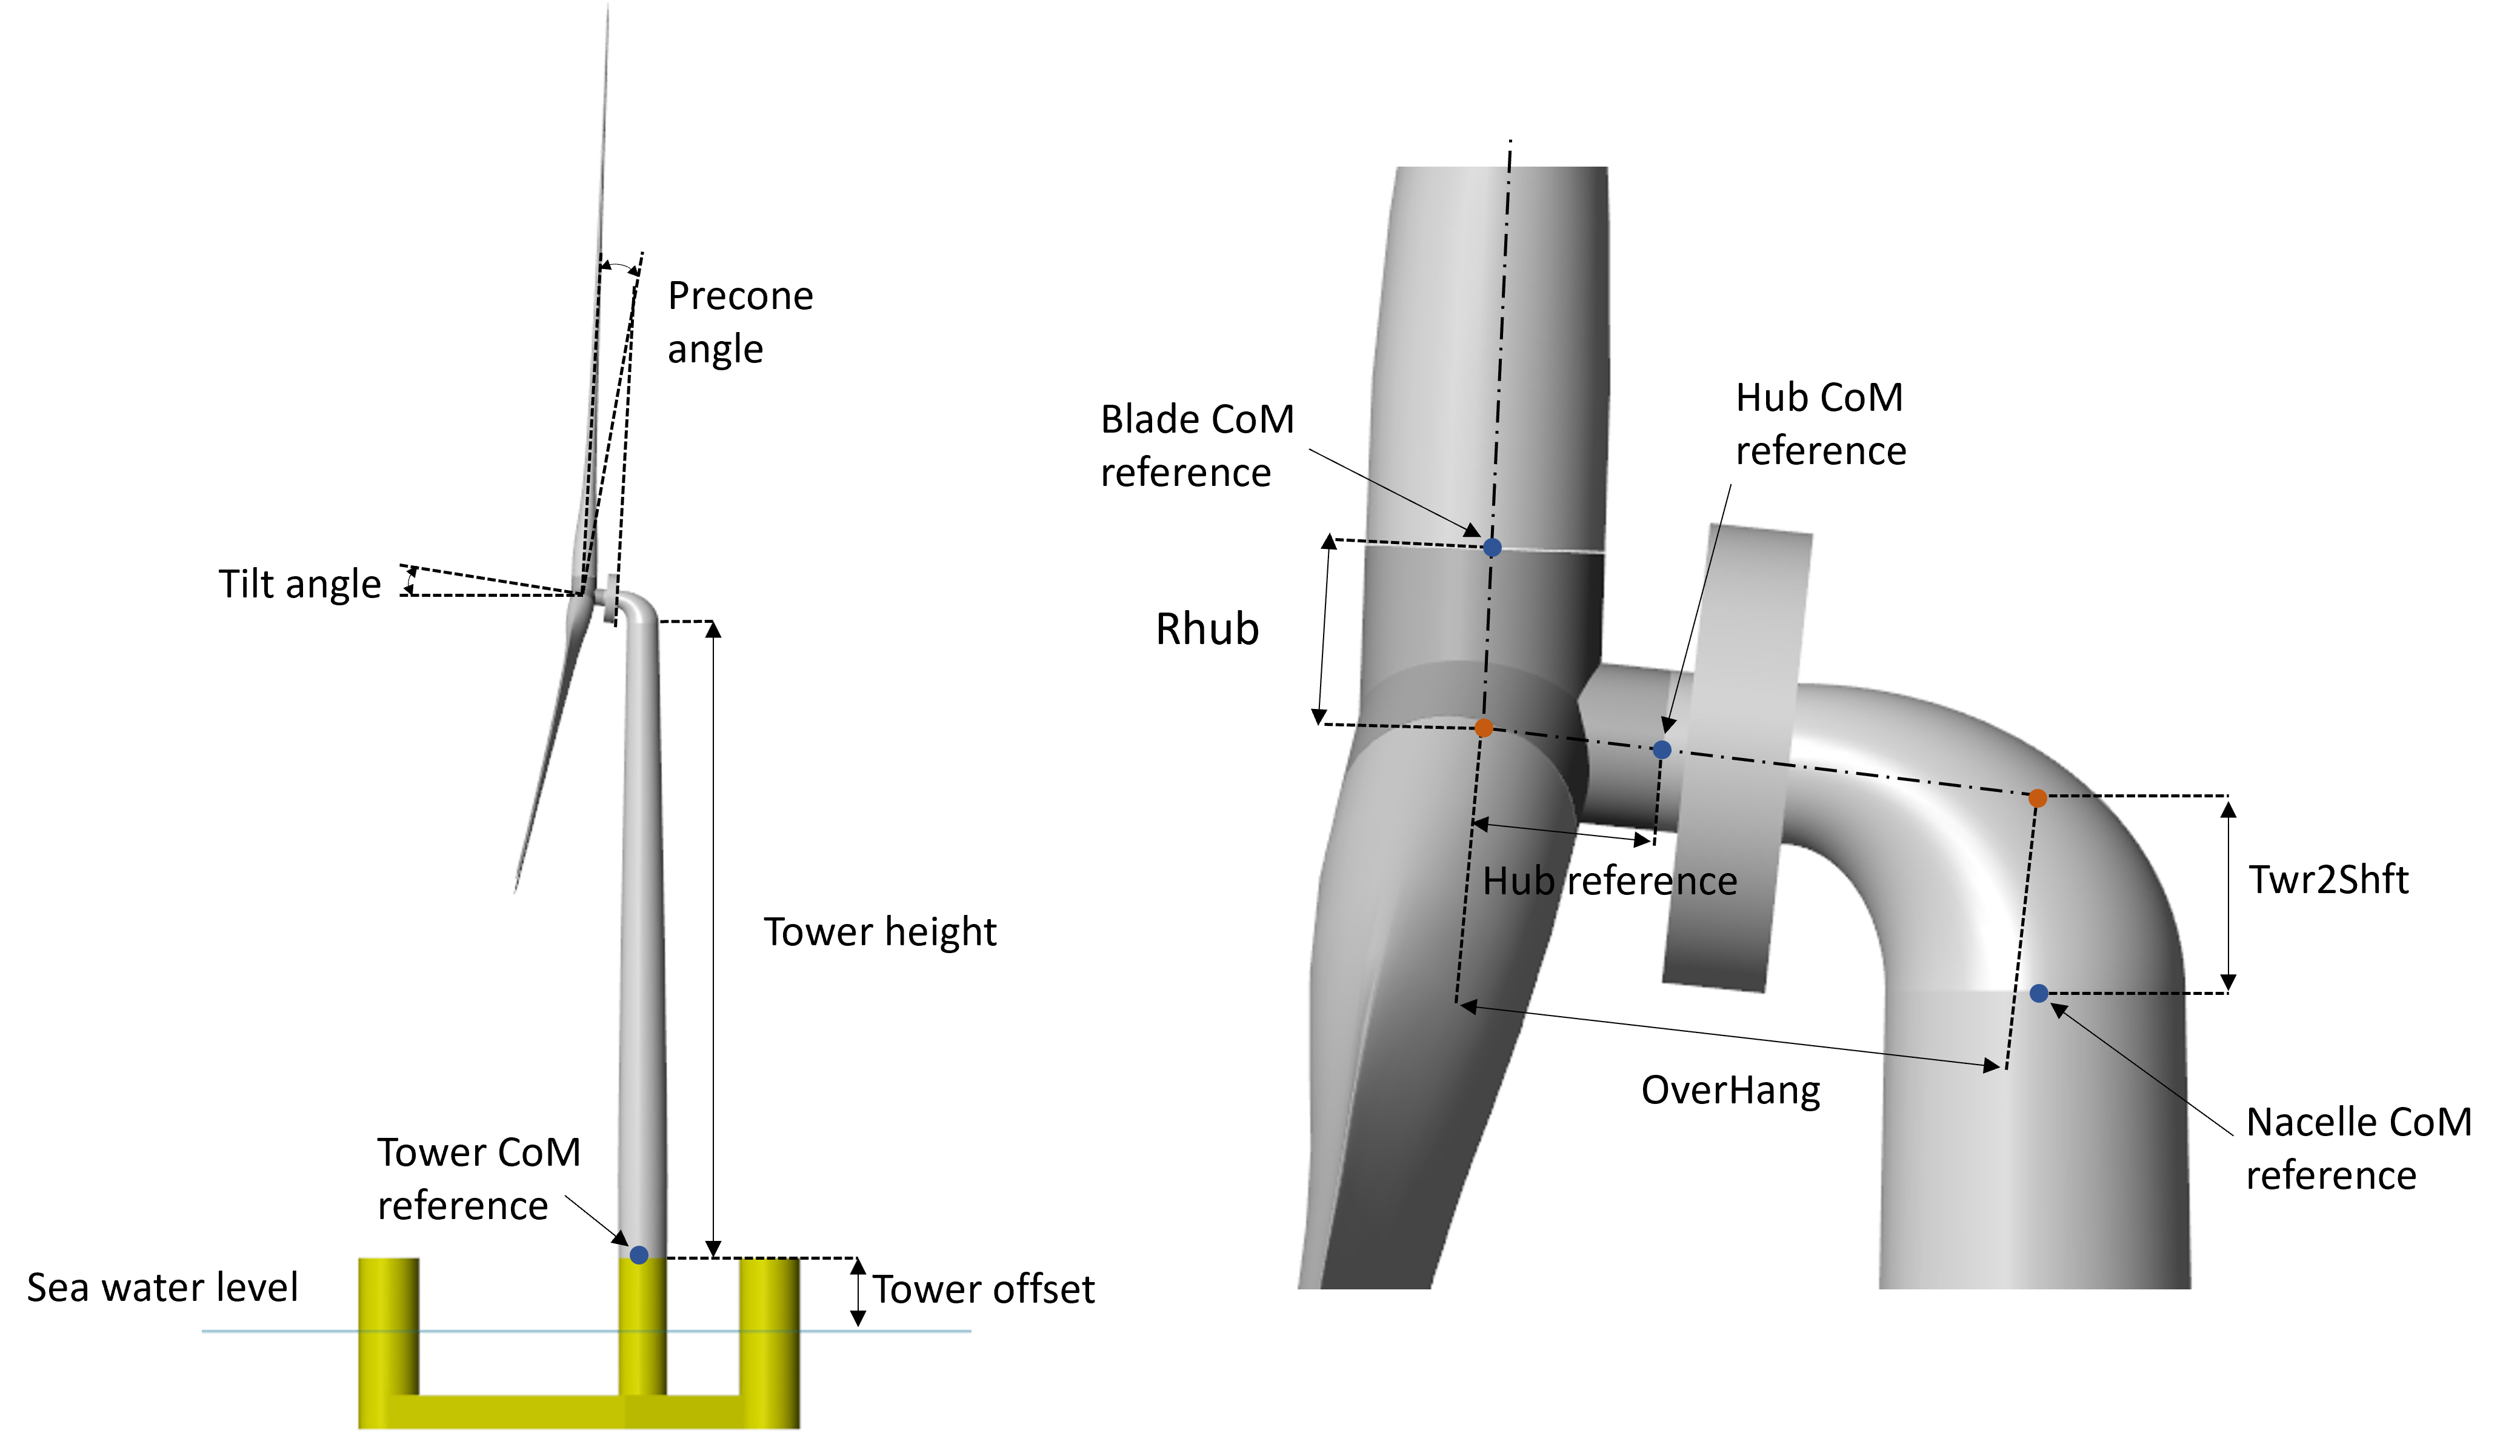 Precone
angle
Tilt angle
Tower height
Tower CoM
reference
Sea water level
Tower offset
Blade CoM
reference
Hub CoM
reference
Rhub
Hub reference
Twr2Shft
OverHang
Nacelle CoM
reference